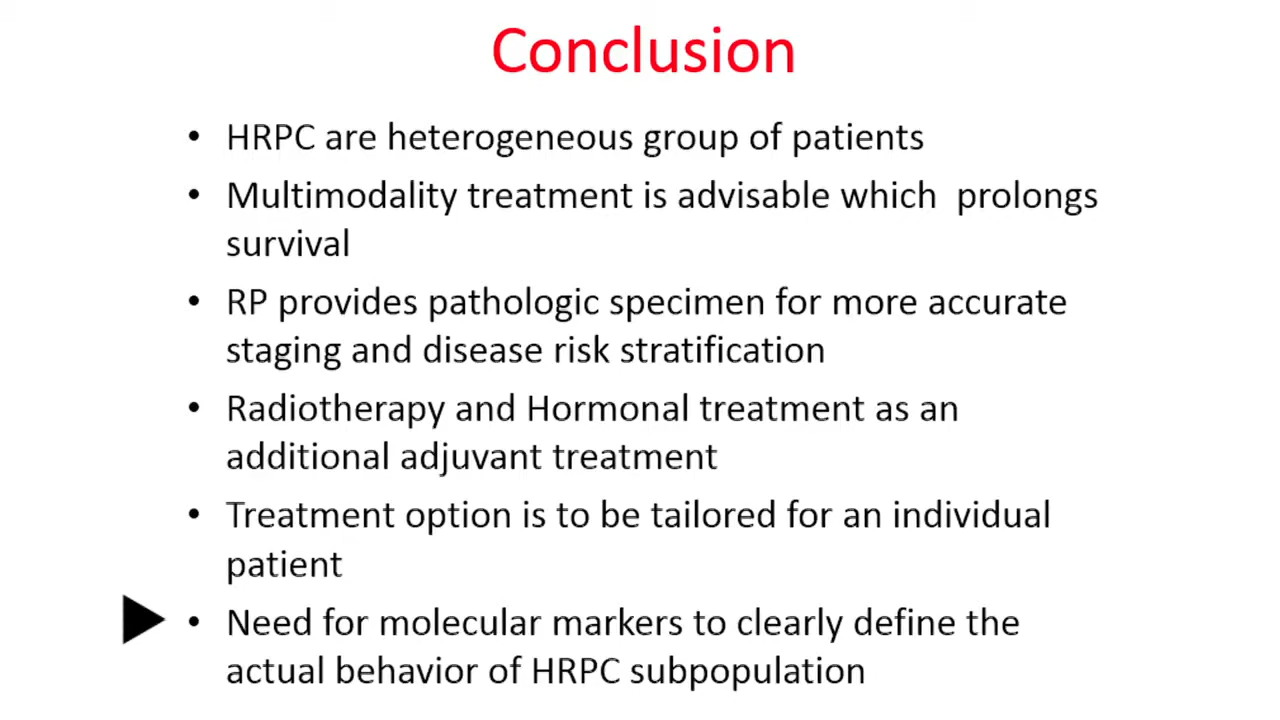 Conclusion
• HRPC are heterogeneous group of patients
• Multimodality treatment is advisable which  prolongs
survival
• RP provides pathologic specimen for more accurate
staging and disease risk stratification
• Radiotherapy and Hormonal treatment as an
additional adjuvant treatment
• Treatment option is to be tailored for an individual
patient
• Need for molecular markers to clearly define the
actual behavior of HRPC subpopulation